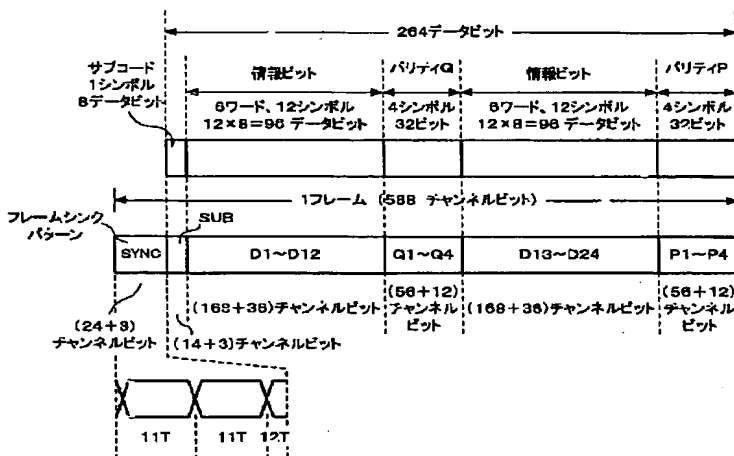 264データビット
サブコード
1シンボル
8データビット
情報ビット
パリティQ
情報ビット
パリティP
6ワード、12シンボル
12×8=96 データビット
4シンボル
32ビット
6ワード、12シンボル
12×8=96 データビット
4シンボル
32ビット
1フレーム (588 チャンネルビット)
フレームシンク
パターン
SUB
SYNC
D1~D12
Q1~Q4
D13~D24
P1~P4
(24+3)
チャンネルビット
(14+3)チャンネルビット
(168+36)チャンネルビット
(56+12)
チャンネル
ビット
(168+36)チャンネルビット
(56+12)
チャンネル
ビット
11T
11T
12T